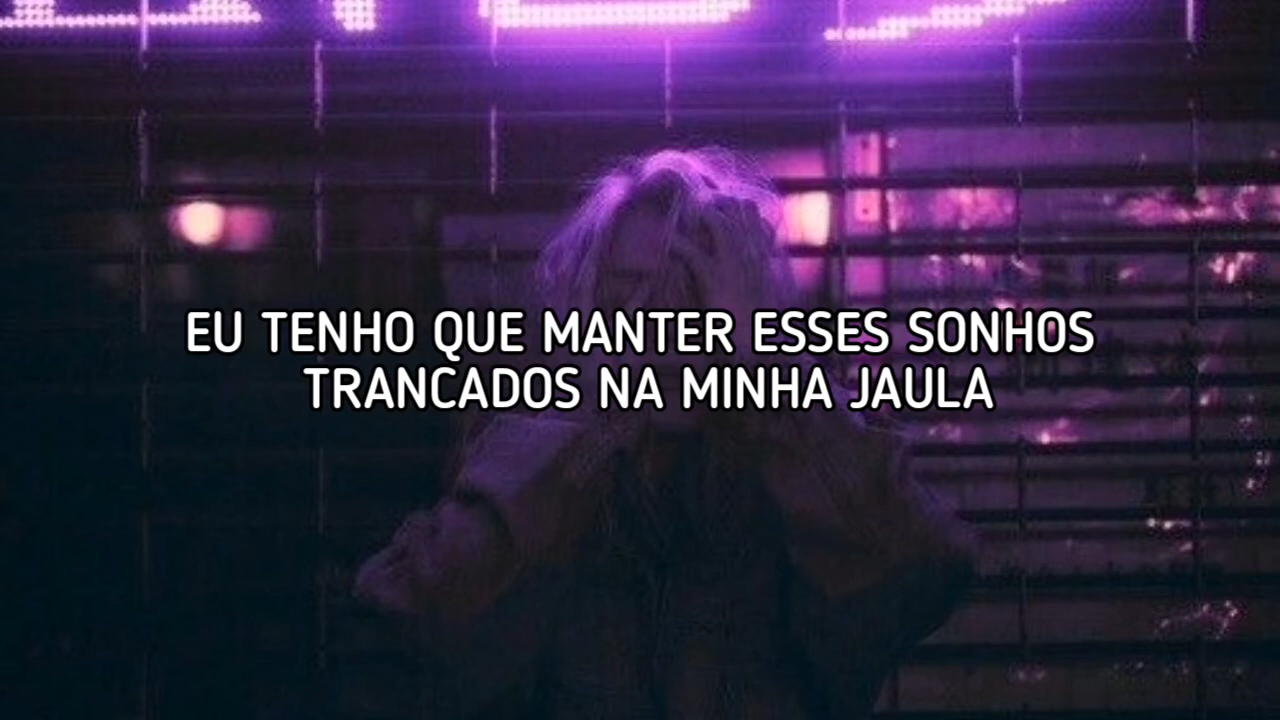 EU TENHO QUE MANTER ESSES SONHOS
TRANCADOS NA MINHA JAULA